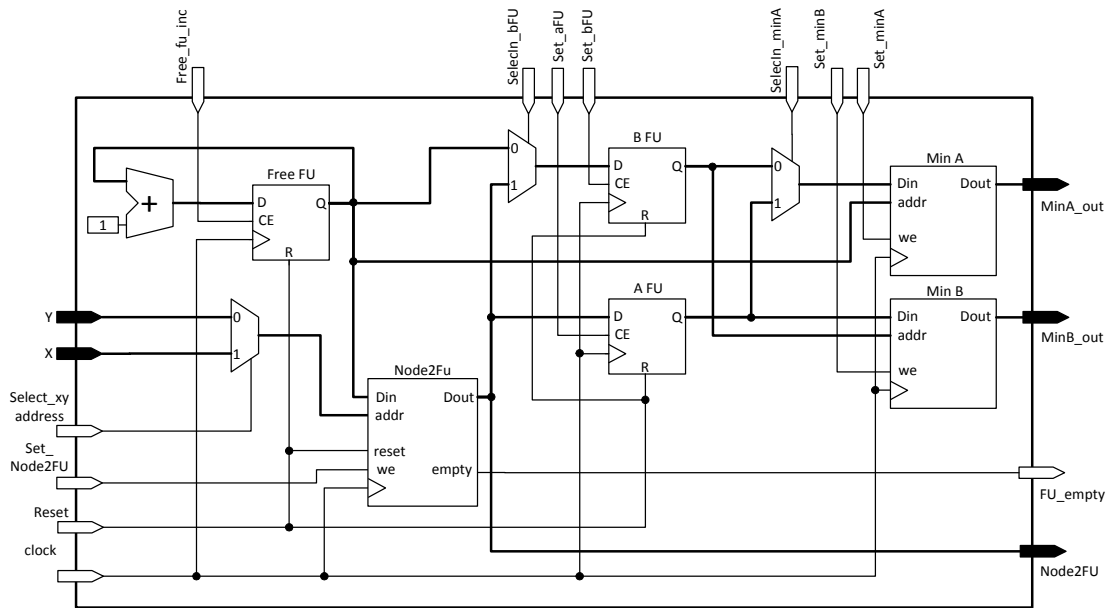 Free_fu_inc
SelecIn_bFU
Set_aFU
Set_bFU
SelecIn_minA
Set_minB
Set_minA
B FU
D
Q
CE
R
0
1
0
1
Min A
Din
Dout
addr
we
MinA_out
Free FU
D
Q
CE
R
+
1
A FU
D
Q
CE
R
Min B
Din
Dout
addr
we
MinB_out
Y
X
0
1
Select_xy
address
Node2Fu
Din
Dout
addr
reset
we
empty
Set_
Node2FU
FU_empty
Reset
clock
Node2FU